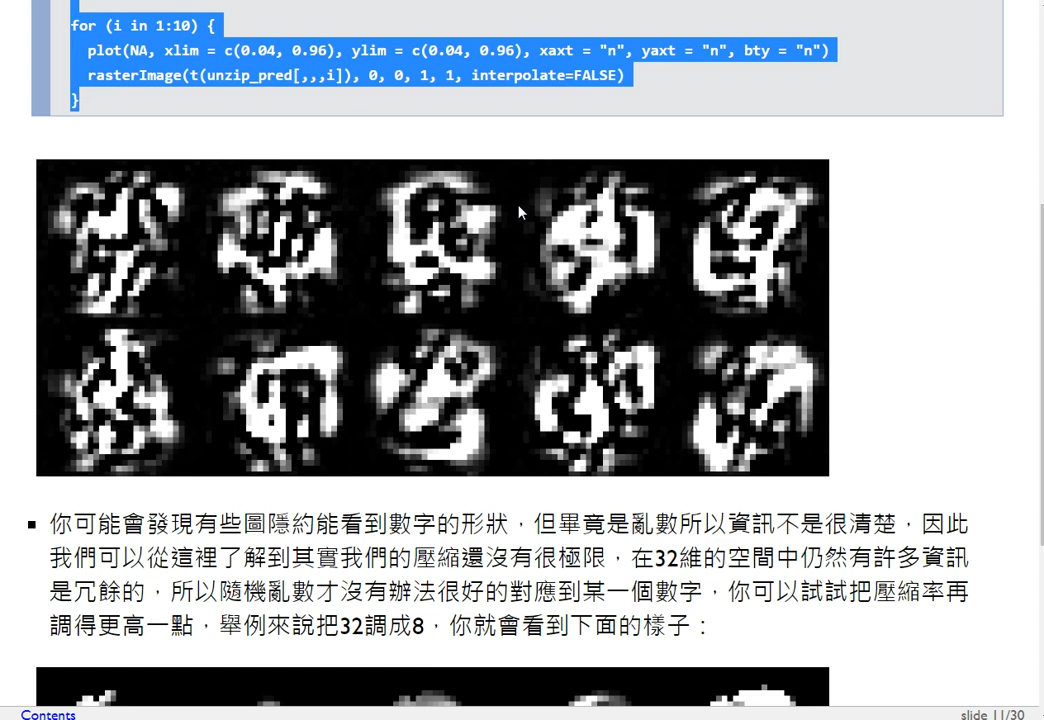 for (i in 1:10) {
plot(NA, xlim = c(0.04, 0.96), ylim = c(0.04, 0.96), xaxt = "n", yaxt = "n", bty = "n")
rasterImage(t(unzip_pred[,,,i]), 0, 0, 1, 1, interpolate=FALSE)
}
你可能會發現有些圖隱約能看到數字的形狀，但畢竟是亂數所以資訊不是很清楚，因此
我們可以從這裡了解到其實我們的壓縮還沒有很極限，在32維的空間中仍然有許多資訊
是冗餘的，所以隨機亂數才沒有辦法很好的對應到某一個數字，你可以試試把壓縮率再
調得更高一點，舉例來說把32調成8，你就會看到下面的樣子：
Contents
slide 11/30